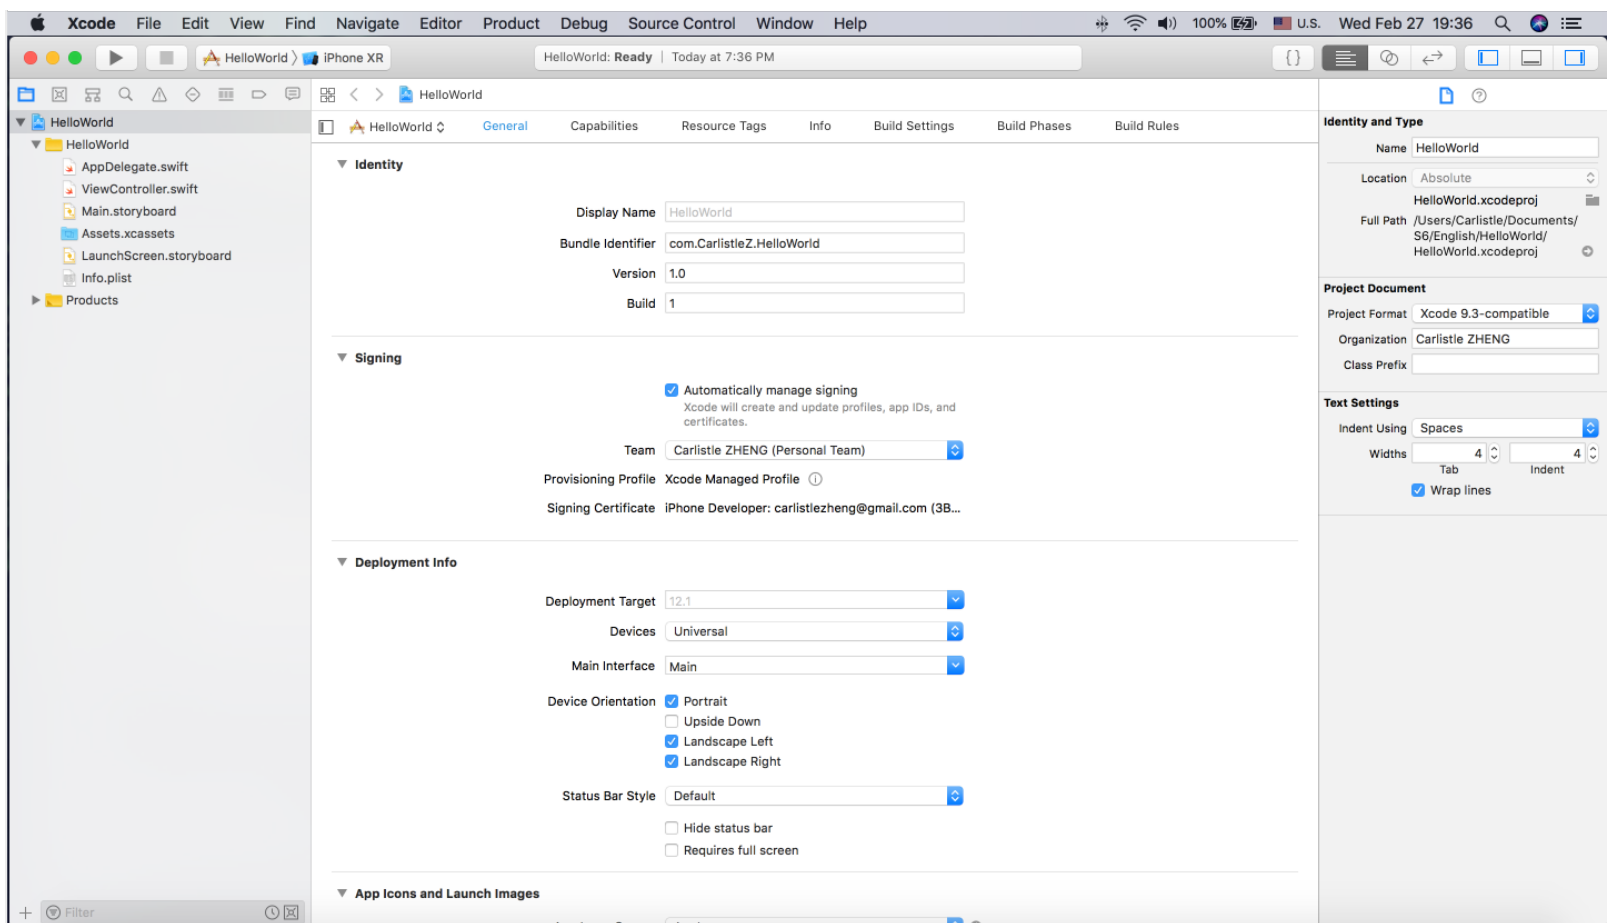 Xcode File Edit View Find Navigate Editor Product Debug Source Control Window Help 100% U.S. Wed Feb 27 19:36
HelloWorld iPhone XR HelloWorld: Ready | Today at 7:36 PM {}
HelloWorld
HelloWorld
HelloWorld General Capabilities Resource Tags Info Build Settings Build Phases Build Rules
HelloWorld
AppDelegate.swift
ViewController.swift
Main.storyboard
Assets.xcassets
LaunchScreen.storyboard
Info.plist
Products
Filter
Identity
Display Name HelloWorld
Bundle Identifier com.CarlistleZ.HelloWorld
Version 1.0
Build 1
Signing
Automatically manage signing
Xcode will create and update profiles, app IDs, and
certificates.
Team Carlistle ZHENG (Personal Team)
Provisioning Profile Xcode Managed Profile
Signing Certificate iPhone Developer: carlistlezheng@gmail.com (3B...
Deployment Info
Deployment Target 12.1
Devices Universal
Main Interface Main
Device Orientation Portrait
Upside Down
Landscape Left
Landscape Right
Status Bar Style Default
Hide status bar
Requires full screen
App Icons and Launch Images
Identity and Type
Name HelloWorld
Location Absolute
HelloWorld.xcodeproj
Full Path /Users/Carlistle/Documents/
S6/English/HelloWorld/
HelloWorld.xcodeproj
Project Document
Project Format Xcode 9.3-compatible
Organization Carlistle ZHENG
Class Prefix
Text Settings
Indent Using Spaces
Widths 4 4
Tab Indent
Wrap lines